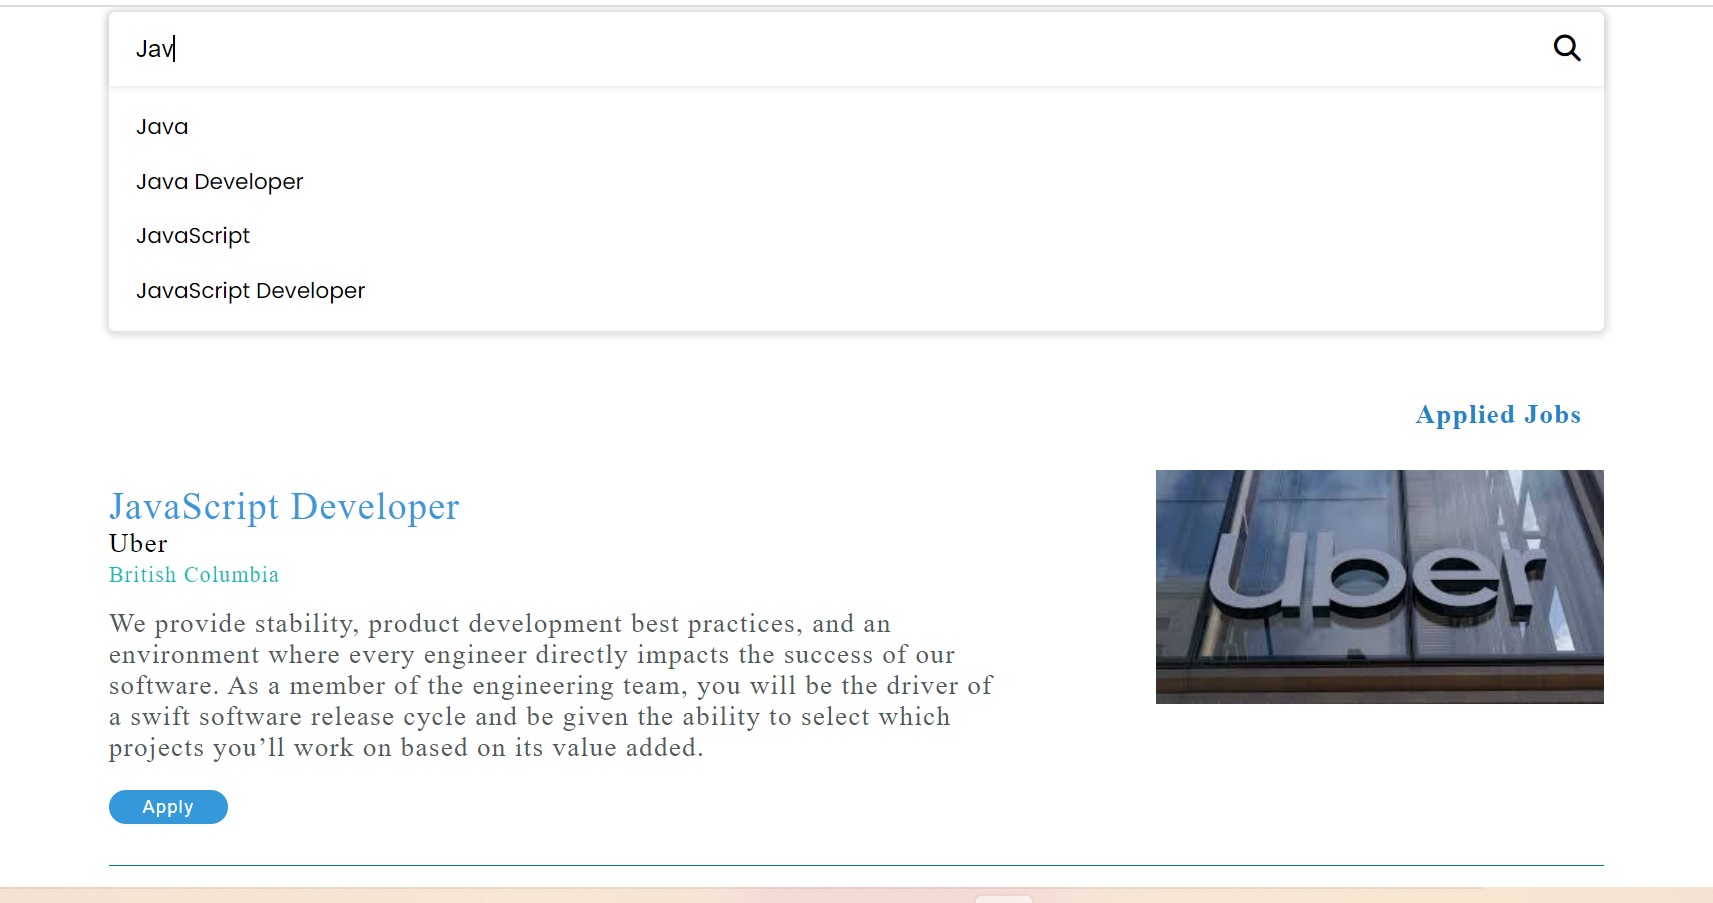 Jav
Java
Java Developer
JavaScript
JavaScript Developer
Applied Jobs
JavaScript Developer
Uber
British Columbia
We provide stability, product development best practices, and an
environment where every engineer directly impacts the success of our
software. As a member of the engineering team, you will be the driver of
a swift software release cycle and be given the ability to select which
projects you’ll work on based on its value added.
Uber
Apply